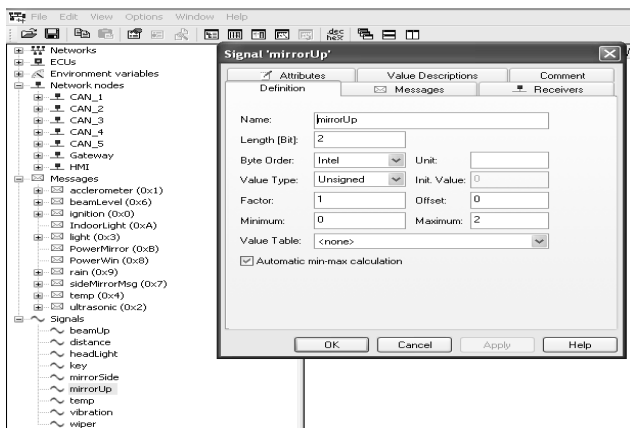 File Edit View Options Window Help
dec
hex
Networks
ECUs
Environment variables
Network nodes
CAN_1
CAN_2
CAN_3
CAN_4
CAN_5
Gateway
HMI
Messages
acclerometer (0x1)
beamLevel (0x6)
ignition (0x0)
IndoorLight (0xA)
light (0x3)
PowerMirror (0xB)
PowerWin (0x8)
rain (0x9)
sideMirrorMsg (0x7)
temp (0x4)
ultrasonic (0x2)
Signals
beamUp
distance
headLight
key
mirrorSide
mirrorUp
temp
vibration
wiper
Signal 'mirrorUp'
Attributes Value Descriptions Comment
Definition Messages Receivers
Name: mirrorUp
Length [Bit]: 2
Byte Order: Intel Unit:
Value Type: Unsigned Init. Value: 0
Factor: 1 Offset: 0
Minimum: 0 Maximum: 2
Value Table: <none>
Automatic min-max calculation
OK Cancel Apply Help